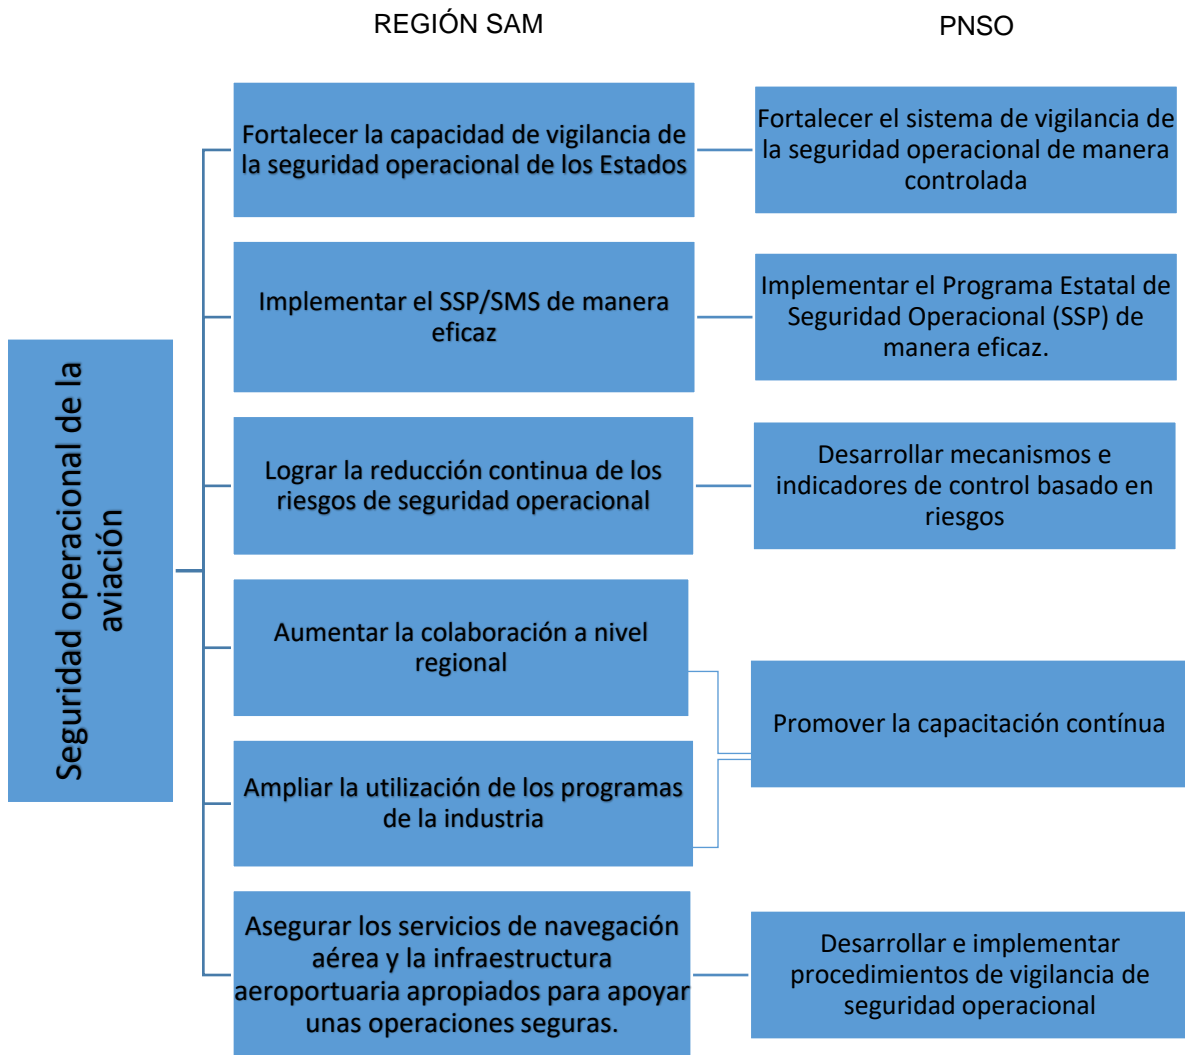 REGIÓN SAM
PNSO
Seguridad operacional de la
aviación
Fortalecer la capacidad de vigilancia de
la seguridad operacional de los Estados
Fortalecer el sistema de vigilancia de
la seguridad operacional de manera
controlada
Implementar el SSP/SMS de manera
eficaz
Implementar el Programa Estatal de
Seguridad Operacional (SSP) de
manera eficaz.
Lograr la reducción continua de los
riesgos de seguridad operacional
Desarrollar mecanismos e
indicadores de control basado en
riesgos
Aumentar la colaboración a nivel
regional
Ampliar la utilización de los programas
de la industria
Promover la capacitación contínua
Asegurar los servicios de navegación
aérea y la infraestructura
aeroportuaria apropiados para apoyar
unas operaciones seguras.
Desarrollar e implementar
procedimientos de vigilancia de
seguridad operacional